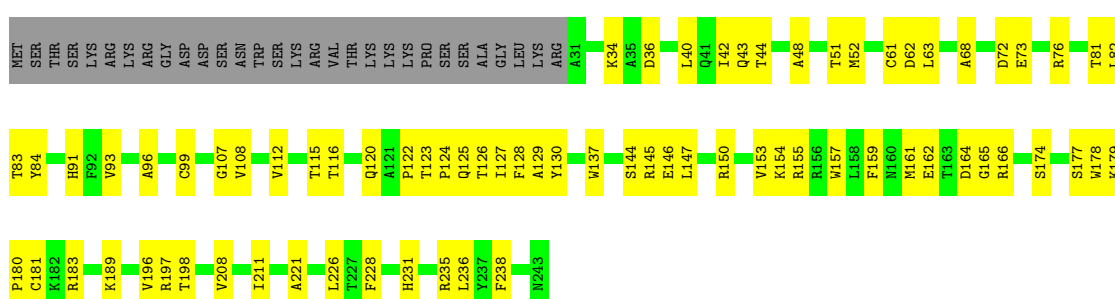 MET SER THR SER LYS ARG LYS ARG GLY ASP ASP SER ASN TRP SER LYS ARG VAL THR LYS LYS LYS PRO SER SER ALA GLY LEU LYS ARG A31 K34 A35 D36 L40 Q41 I42 Q43 T44 A48 T51 M52 C61 D62 L63 A68 D72 E73 R76 T81 L82
T83 Y84 H91 F92 V93 A96 C99 G107 V108 V112 T115 T116 Q120 A121 P122 T123 P124 Q125 T126 I127 F128 A129 Y130 W137 S144 R145 E146 L147 R150 V153 K154 R155 R156 W157 L158 F159 N160 M161 E162 T163 D164 G165 R166 S174 S177 W178 K179
P180 C181 K182 R183 K189 V196 R197 T198 V208 I211 A221 L226 T227 F228 H231 R235 L236 Y237 F238 N243